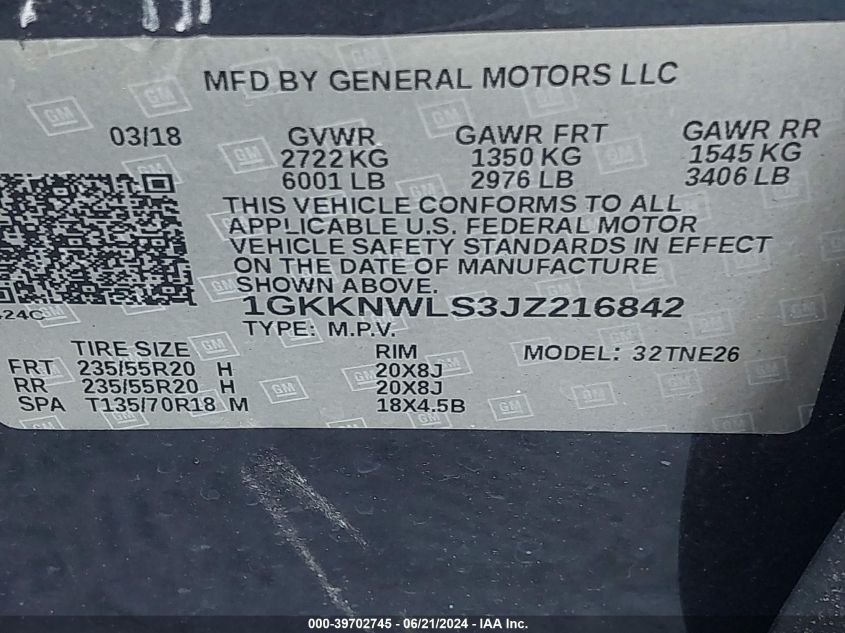 MFD BY GENERAL MOTORS LLC
03/18 GVWR GAWR FRT GAWR RR
2722 KG 1350 KG 1545 KG
6001 LB 2976 LB 3406 LB
THIS VEHICLE CONFORMS TO ALL
APPLICABLE U.S. FEDERAL MOTOR
VEHICLE SAFETY STANDARDS IN EFFECT
ON THE DATE OF MANUFACTURE
SHOWN ABOVE.
424C
1GKKNWLS3JZ216842
TYPE: M.P.V.
TIRE SIZE RIM MODEL: 32TNE26
FRT 235/55R20 H 20X8J
RR 235/55R20 H 20X8J
SPA T135/70R18 M 18X4.5B
000-39702745 - 06/21/2024 - IAA Inc.